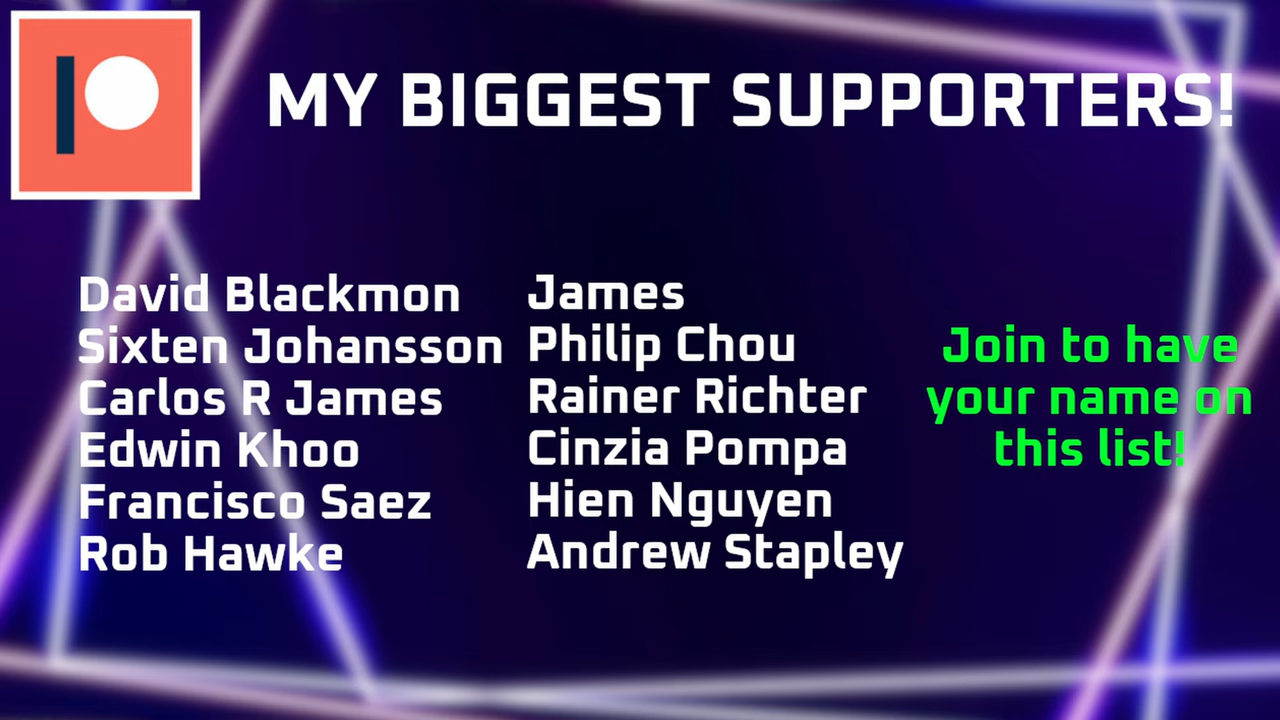 MY BIGGEST SUPPORTERS!
David Blackmon
Sixten Johansson
Carlos R James
Edwin Khoo
Francisco Saez
Rob Hawke
James
Philip Chou
Rainer Richter
Cinzia Pompa
Hien Nguyen
Andrew Stapley
Join to have
your name on
this list!